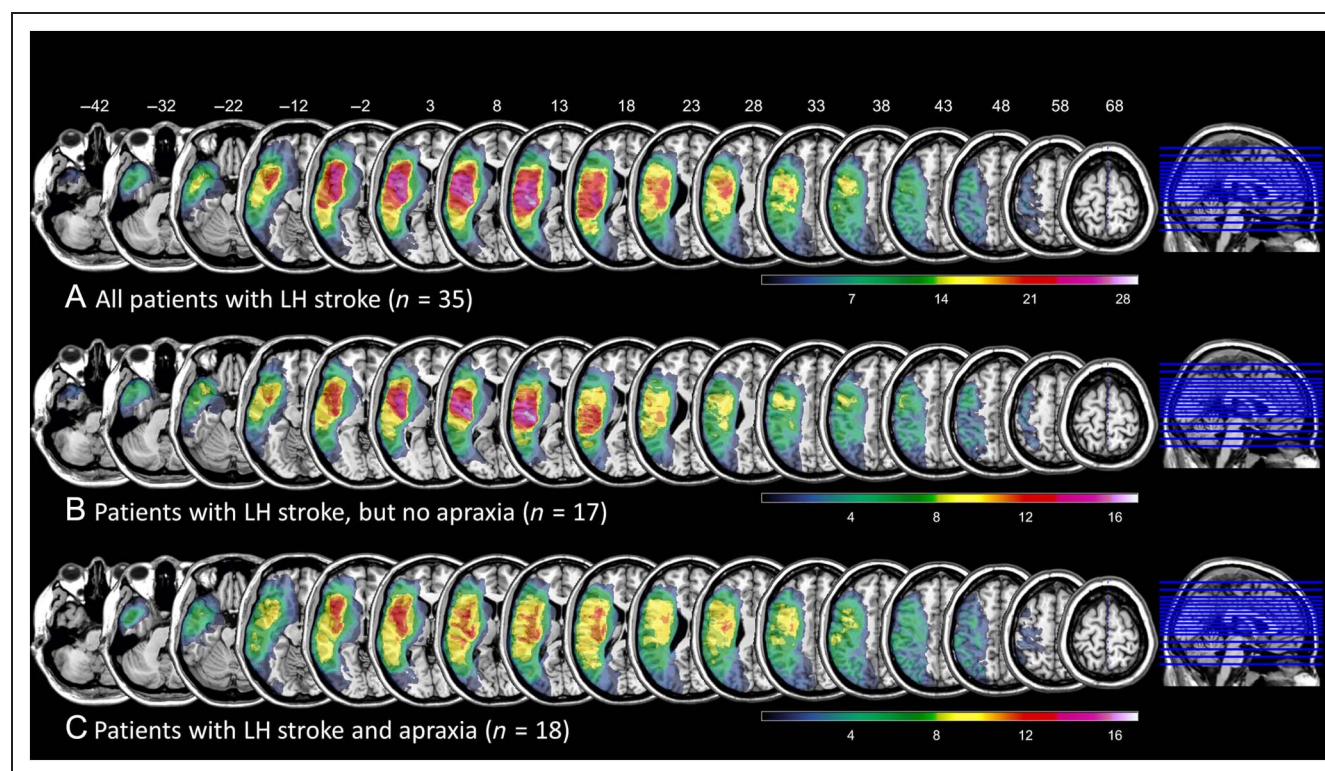 –42 –32 –22 –12 –2 3 8 13 18 23 28 33 38 43 48 58 68
7 14 21 28
A All patients with LH stroke (n = 35)
4 8 12 16
B Patients with LH stroke, but no apraxia (n = 17)
4 8 12 16
C Patients with LH stroke and apraxia (n = 18)